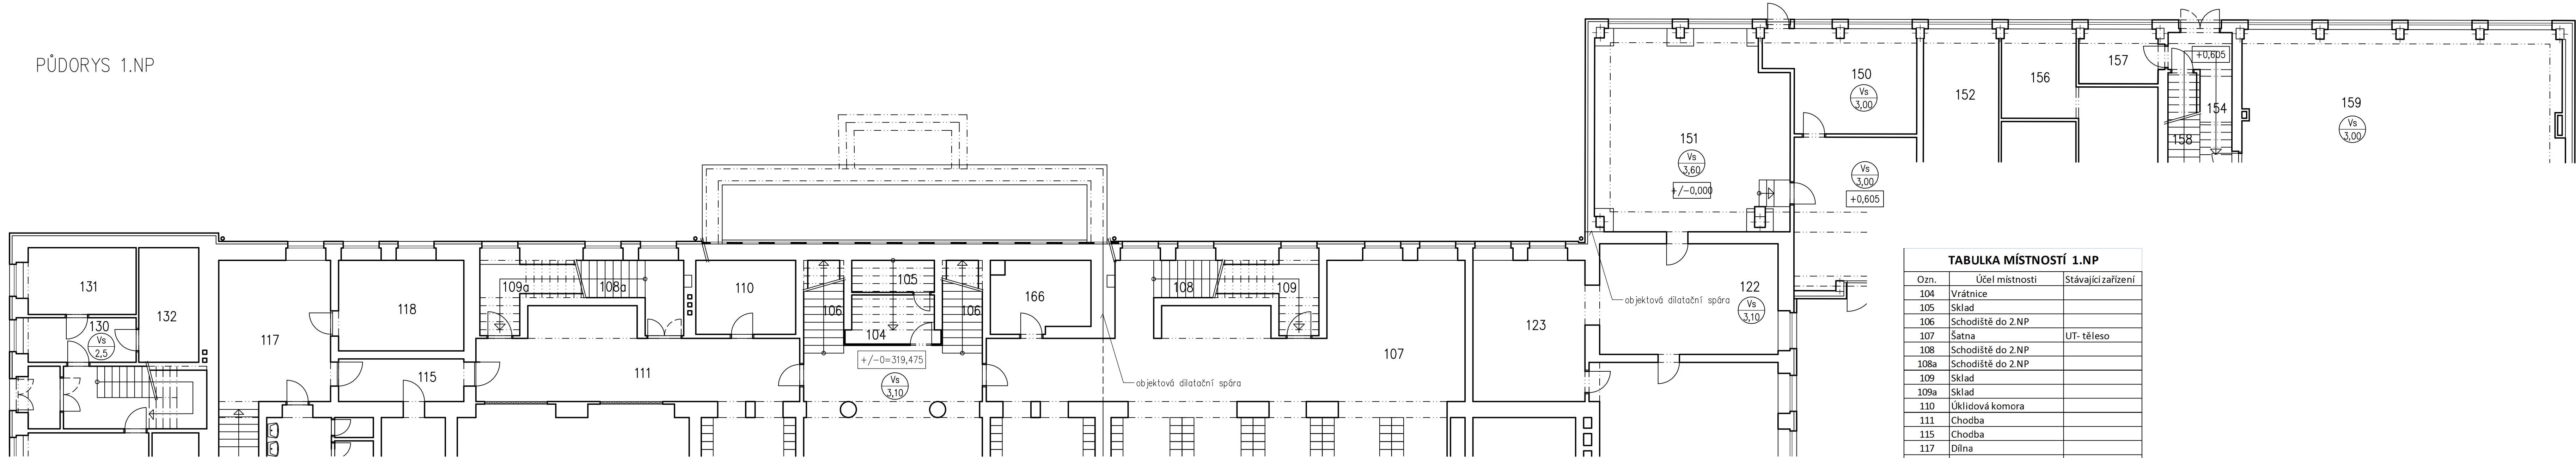 PŮDORYS 1.NP
+0,605
157
150
Vs
3,00
156
152
154
159
Vs
3,00
151
158
Vs
3,60
+/-0,000
Vs
3,00
+0,605
131
132
130
Vs
2,5
117
118
109a
108a
110
105
106
106
104
166
108
109
122
Vs
3,10
objektová dilatační spára
123
107
+/-0=319,475
Vs
3,10
objektová dilatační spára
115
111
TABULKA MÍSTNOSTÍ 1.NP
Ozn. Účel místnosti Stávající zařízení
104 Vrátnice
105 Sklad
106 Schodiště do 2.NP
107 Šatna UT- těleso
108 Schodiště do 2.NP
108a Schodiště do 2.NP
109 Sklad
109a Sklad
110 Úklidová komora
111 Chodba
115 Chodba
117 Dílna